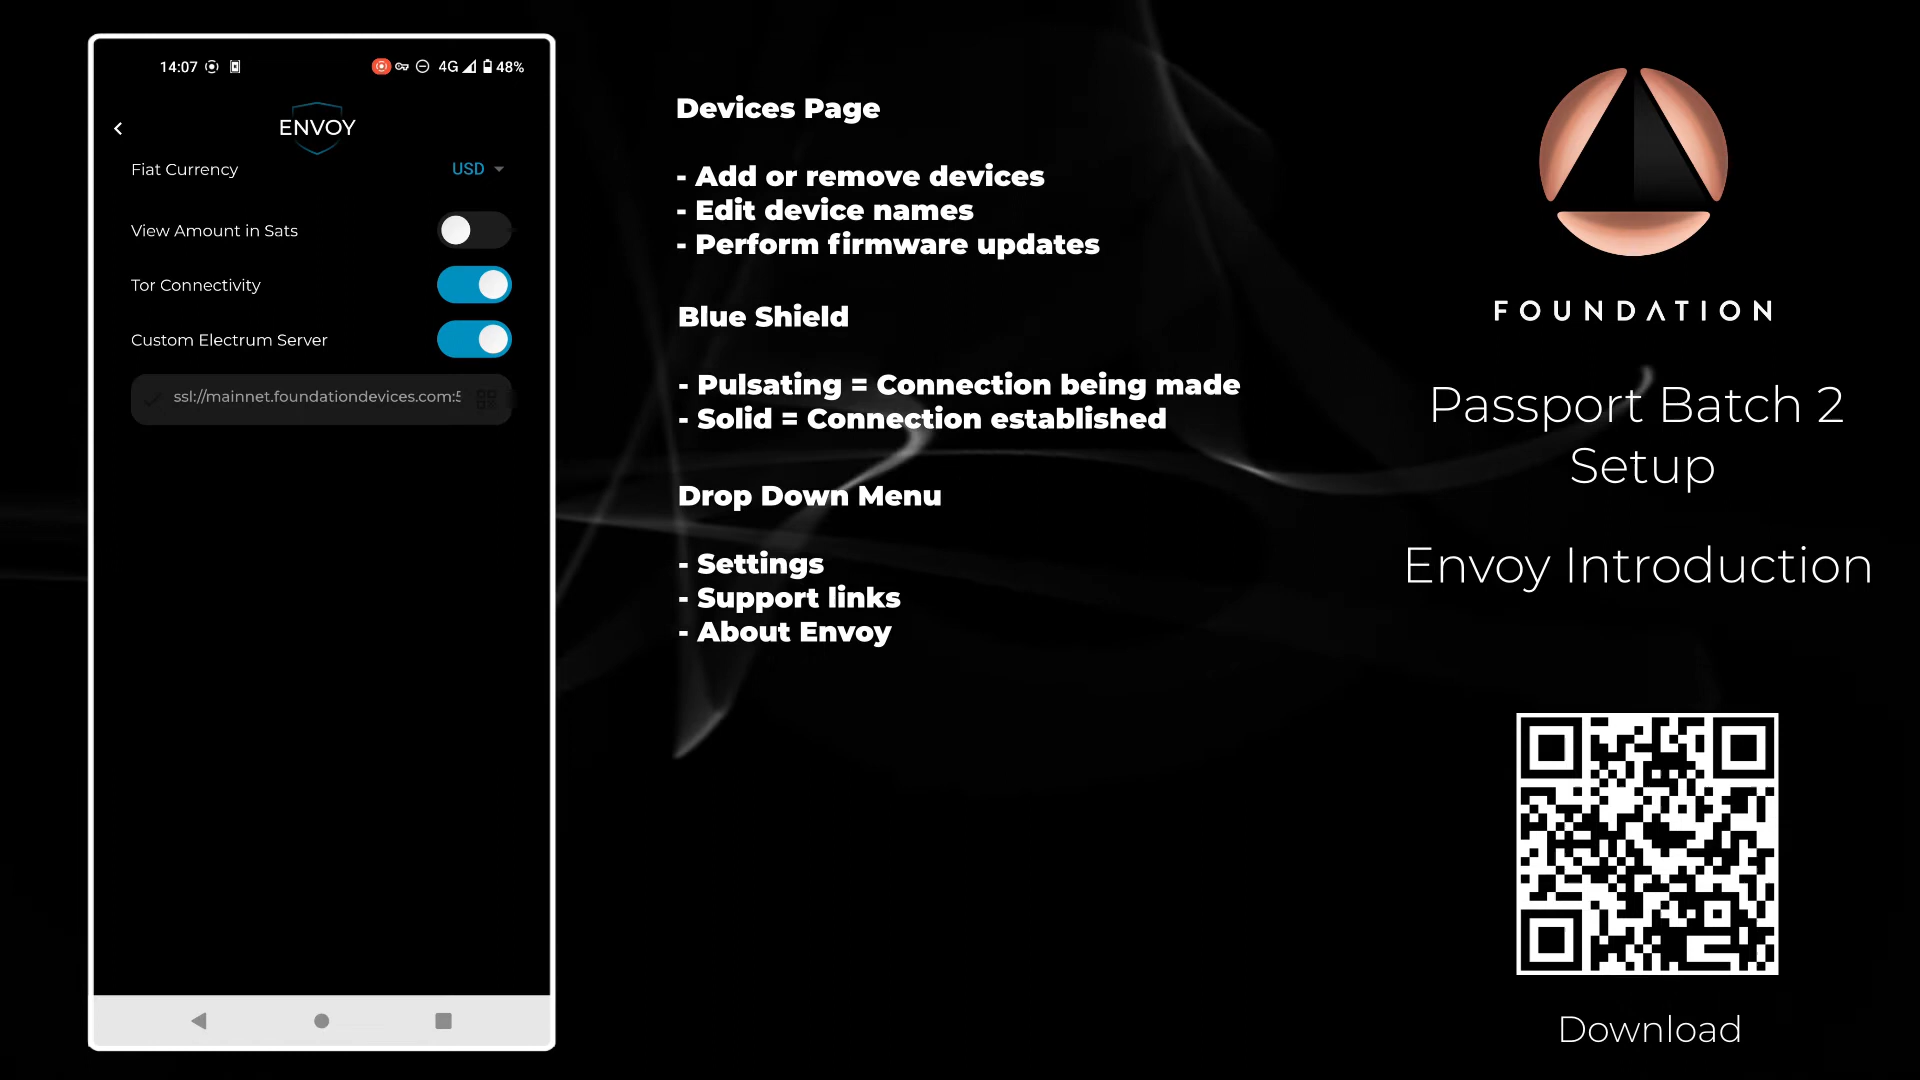 14:07
4G 48%
ENVOY
Fiat Currency
USD
View Amount in Sats
Tor Connectivity
Custom Electrum Server
ssl://mainnet.foundationdevices.com:5
Devices Page
- Add or remove devices
- Edit device names
- Perform firmware updates
Blue Shield
- Pulsating = Connection being made
- Solid = Connection established
Drop Down Menu
- Settings
- Support links
- About Envoy
FOUNDATION
Passport Batch 2
Setup
Envoy Introduction
Download